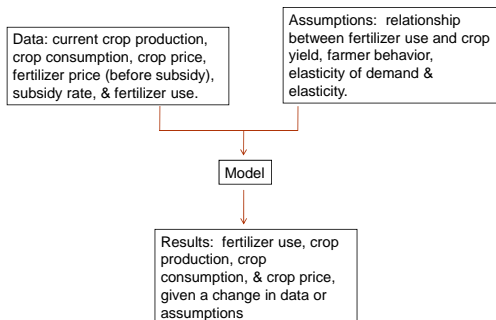 Data: current crop production,
crop consumption, crop price,
fertilizer price (before subsidy),
subsidy rate, & fertilizer use.
Assumptions: relationship
between fertilizer use and crop
yield, farmer behavior,
elasticity of demand &
elasticity.
Model
Results: fertilizer use, crop
production, crop
consumption, & crop price,
given a change in data or
assumptions